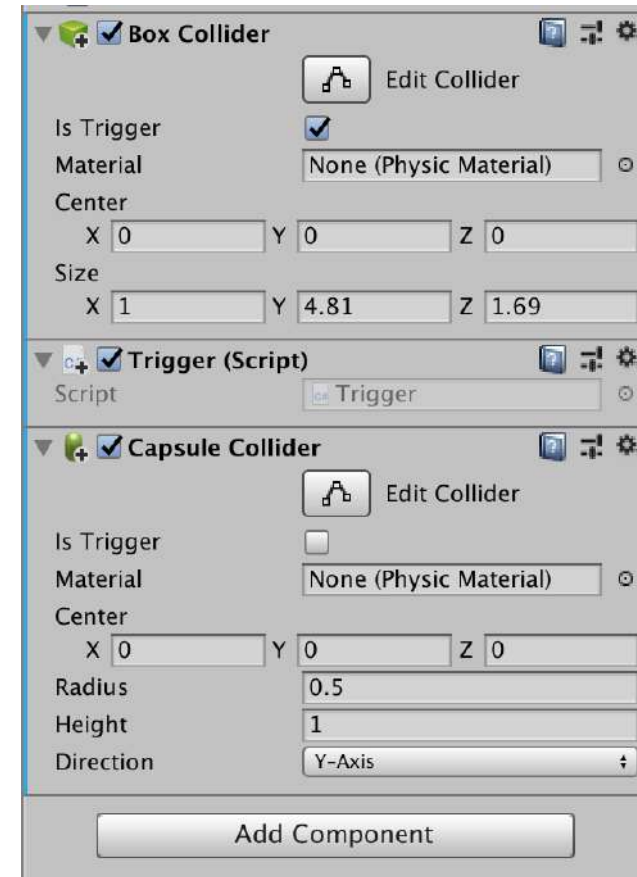 Box Collider
Edit Collider
Is Trigger
Material None (Physic Material)
Center
X 0 Y 0 Z 0
Size
X 1 Y 4.81 Z 1.69
Trigger (Script)
Script Trigger
Capsule Collider
Edit Collider
Is Trigger
Material None (Physic Material)
Center
X 0 Y 0 Z 0
Radius 0.5
Height 1
Direction Y-Axis
Add Component